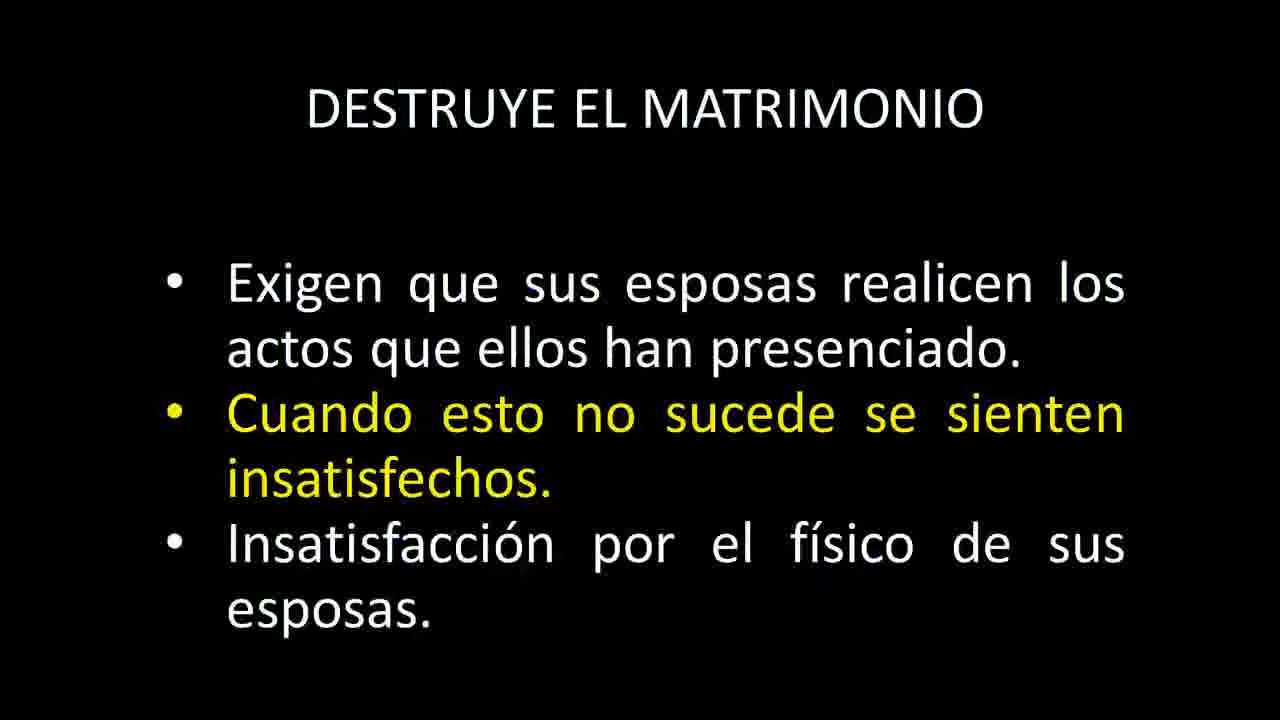 DESTRUYE EL MATRIMONIO
• Exigen que sus esposas realicen los
actos que ellos han presenciado.
• Cuando esto no sucede se sienten
insatisfechos.
• Insatisfacción por el físico de sus
esposas.